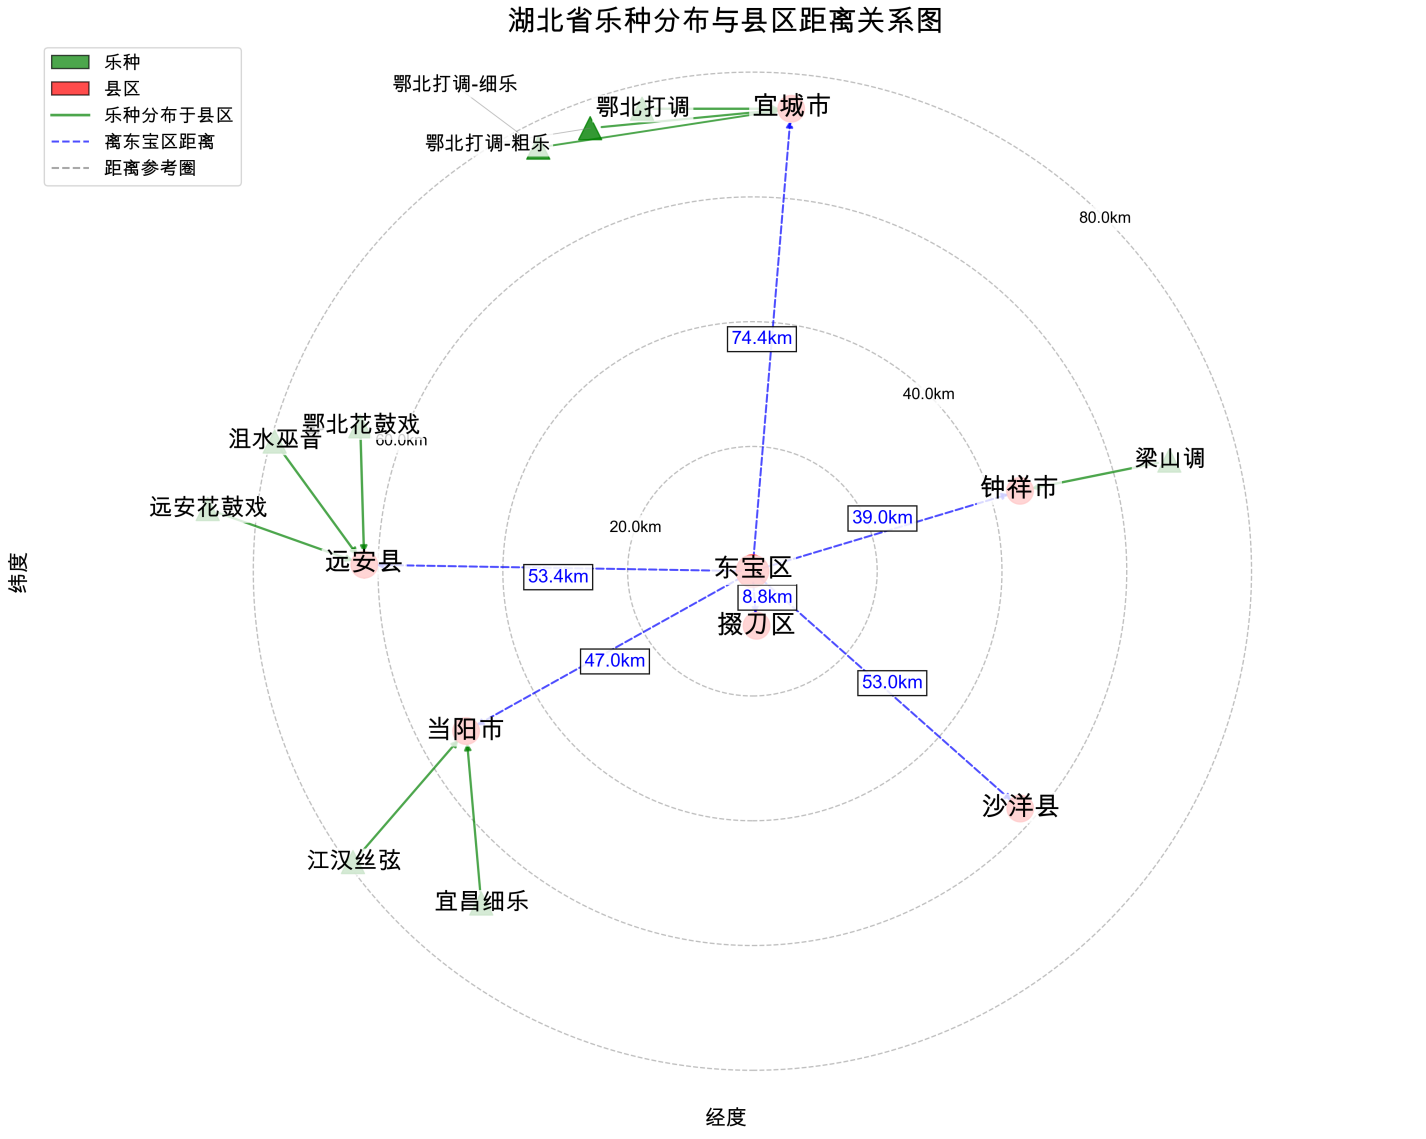 湖北省乐种分布与县区距离关系图
乐种
县区
乐种分布于县区
离东宝区距离
距离参考圈
鄂北打调-细乐
鄂北打调
宜城市
鄂北打调-粗乐
80.0km
74.4km
40.0km
鄂北花鼓戏
沮水巫音
60.0km
梁山调
钟祥市
远安花鼓戏
39.0km
20.0km
远安县
东宝区
53.4km
8.8km
掇刀区
47.0km
53.0km
当阳市
沙洋县
江汉丝弦
宜昌细乐
纬度
经度